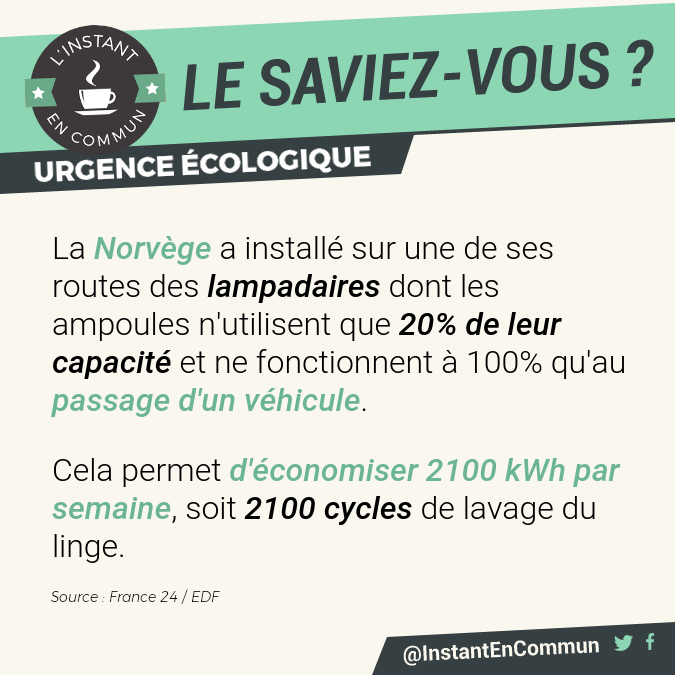 L'INSTANT
EN COMMUN
LE SAVIEZ-VOUS ?
URGENCE ÉCOLOGIQUE
La Norvège a installé sur une de ses
routes des lampadaires dont les
ampoules n'utilisent que 20% de leur
capacité et ne fonctionnent à 100% qu'au
passage d'un véhicule.
Cela permet d'économiser 2100 kWh par
semaine, soit 2100 cycles de lavage du
linge.
Source : France 24 / EDF
@InstantEnCommun